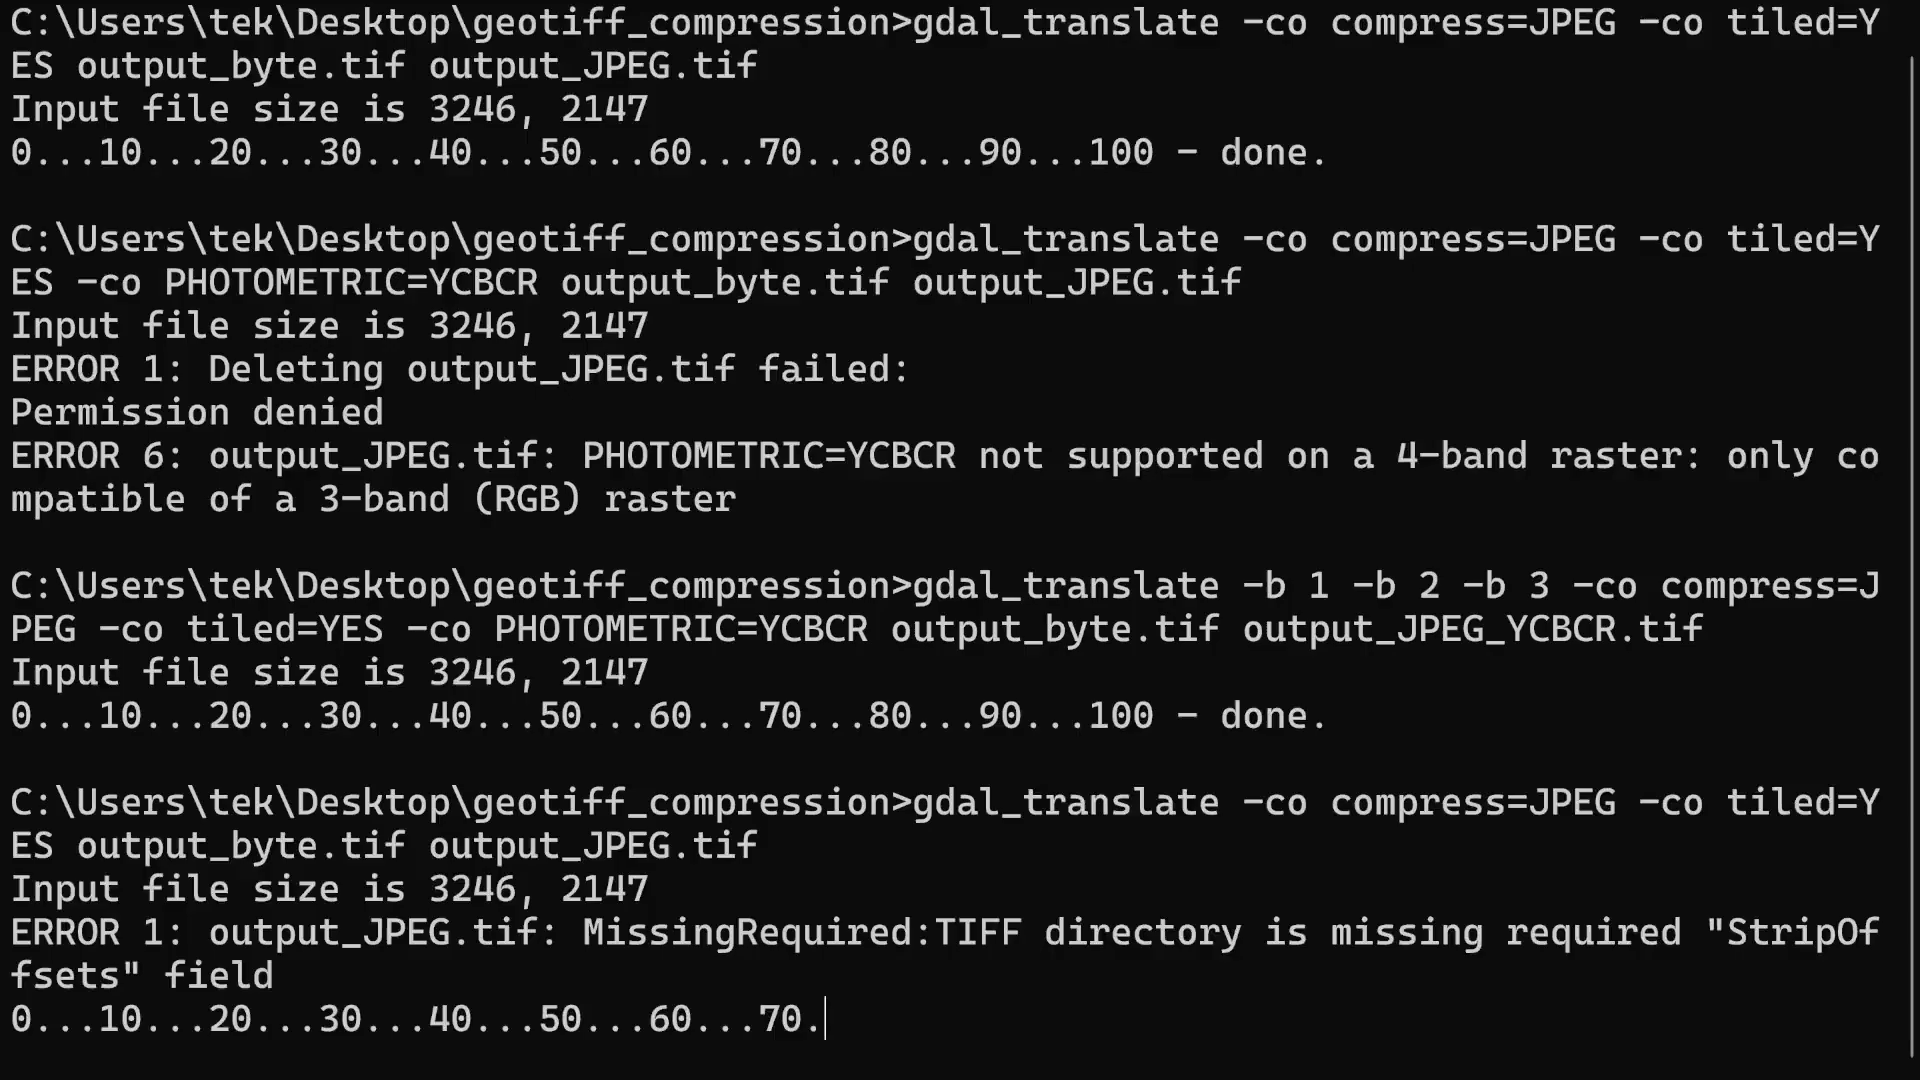 C:\Users\tek\Desktop\geotiff_compression>gdal_translate -co compress=JPEG -co tiled=Y
ES output_byte.tif output_JPEG.tif
Input file size is 3246, 2147
0...10...20...30...40...50...60...70...80...90...100 - done.
C:\Users\tek\Desktop\geotiff_compression>gdal_translate -co compress=JPEG -co tiled=Y
ES -co PHOTOMETRIC=YCBCR output_byte.tif output_JPEG.tif
Input file size is 3246, 2147
ERROR 1: Deleting output_JPEG.tif failed:
Permission denied
ERROR 6: output_JPEG.tif: PHOTOMETRIC=YCBCR not supported on a 4-band raster: only co
mpatible of a 3-band (RGB) raster
C:\Users\tek\Desktop\geotiff_compression>gdal_translate -b 1 -b 2 -b 3 -co compress=J
PEG -co tiled=YES -co PHOTOMETRIC=YCBCR output_byte.tif output_JPEG_YCBCR.tif
Input file size is 3246, 2147
0...10...20...30...40...50...60...70...80...90...100 - done.
C:\Users\tek\Desktop\geotiff_compression>gdal_translate -co compress=JPEG -co tiled=Y
ES output_byte.tif output_JPEG.tif
Input file size is 3246, 2147
ERROR 1: output_JPEG.tif: MissingRequired:TIFF directory is missing required "StripOf
fsets" field
0...10...20...30...40...50...60...70.